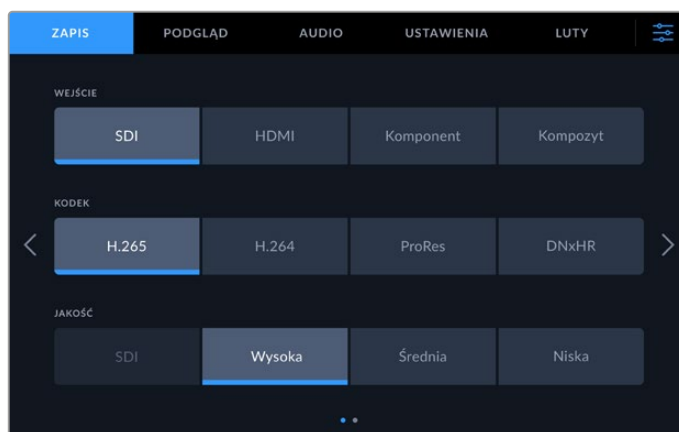 ZAPIS PODGLĄD AUDIO USTAWIENIA LUTY
WEJŚCIE
SDI HDMI Komponent Kompozyt
KODEK
H.265 H.264 ProRes DNxHR
JAKOŚĆ
SDI Wysoka Średnia Niska